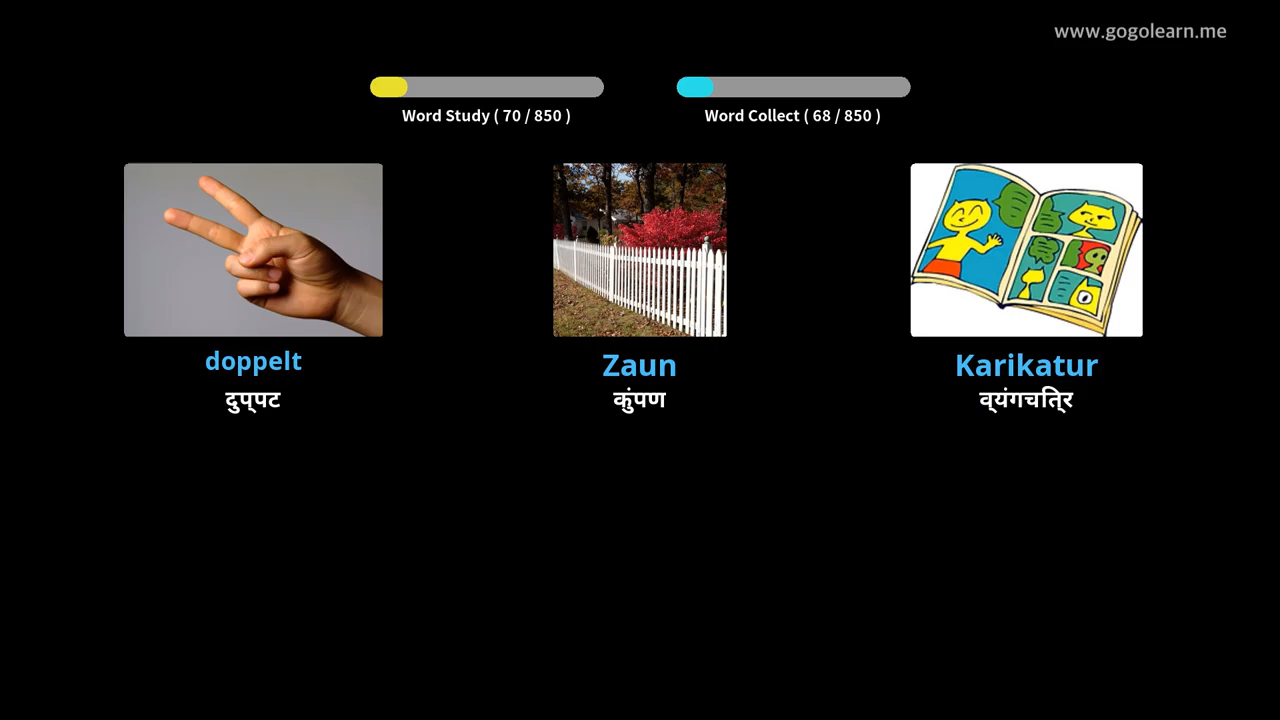 www.gogolearn.me
Word Study ( 70 / 850 )
Word Collect ( 68 / 850 )
doppelt
Zaun
Karikatur
दुप्पट
कुंपण
व्यंगचित्र